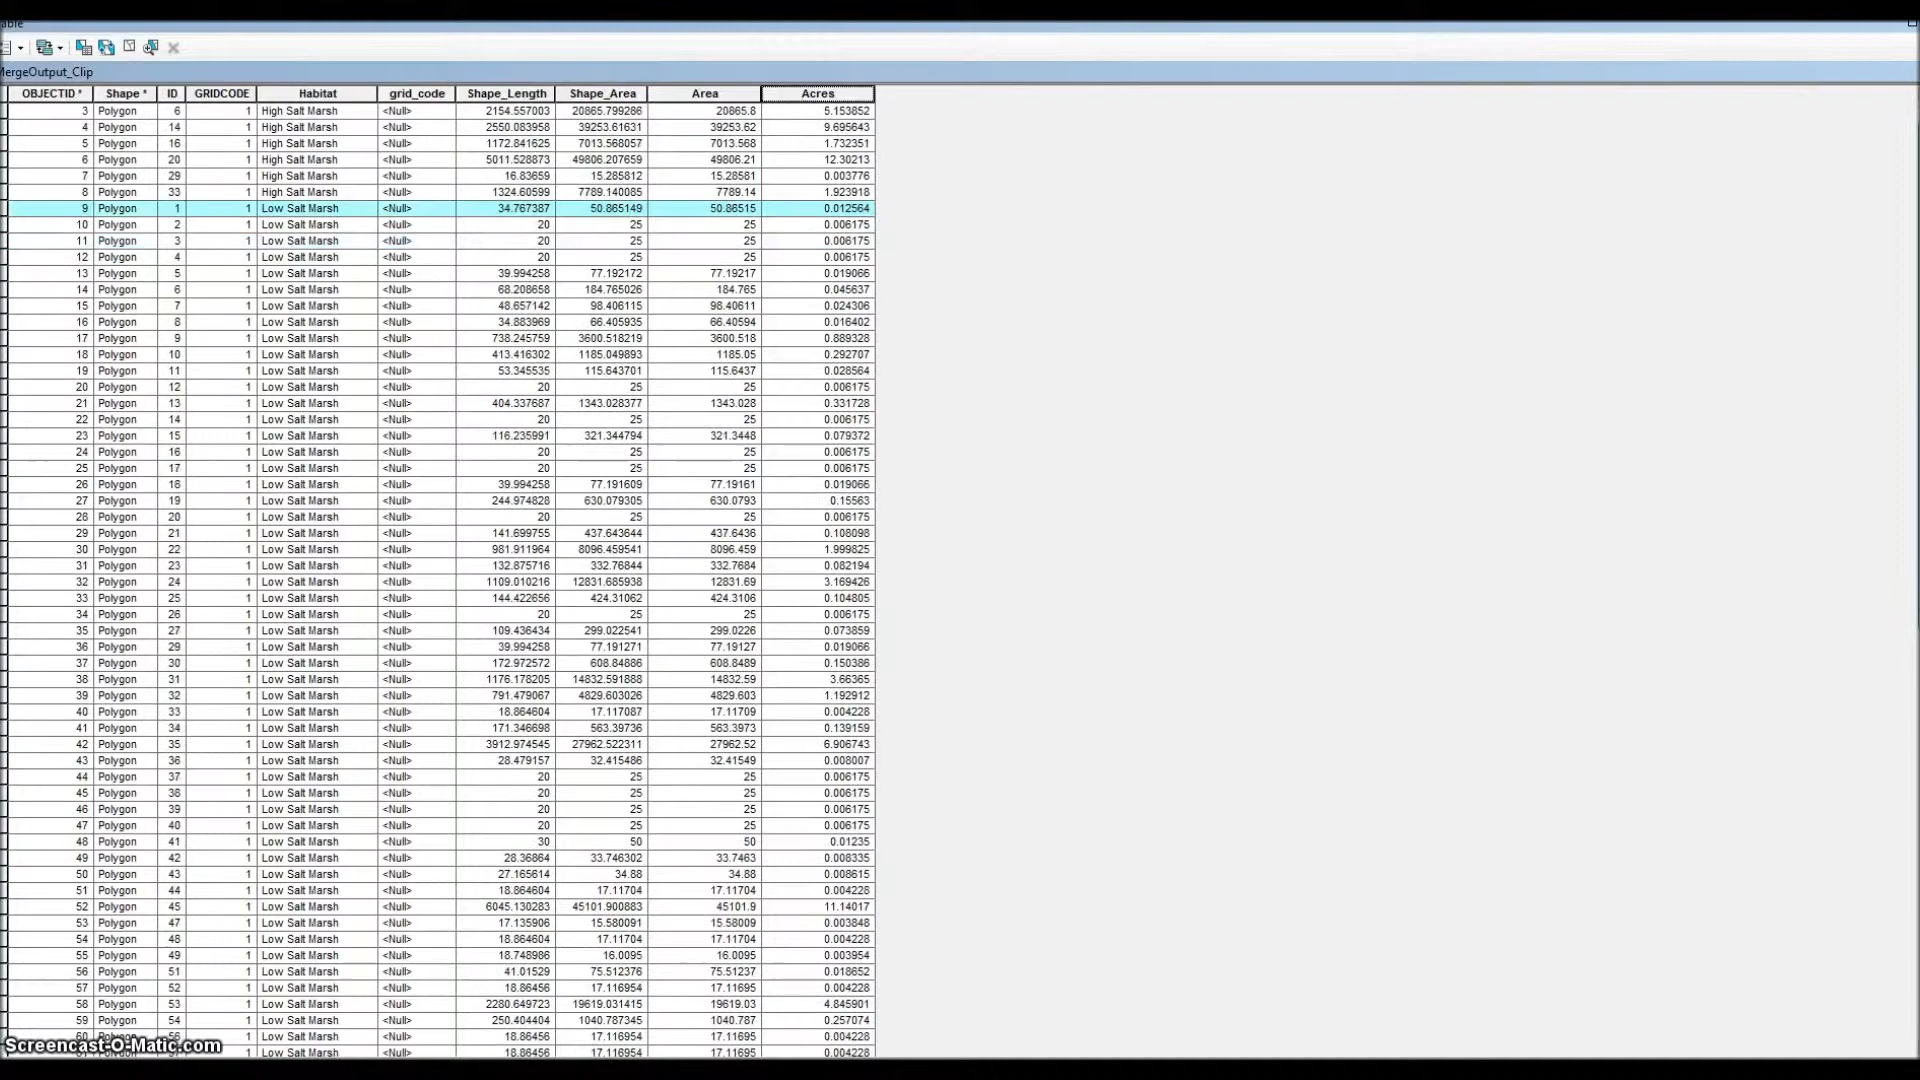 able
MergeOutput_Clip
OBJECTID * Shape * ID GRIDCODE Habitat grid_code Shape_Length Shape_Area Area Acres
3 Polygon 6 1 High Salt Marsh <Null> 2154.557003 20865.799286 20865.8 5.153852
4 Polygon 14 1 High Salt Marsh <Null> 2550.083958 39253.61631 39253.62 9.695643
5 Polygon 16 1 High Salt Marsh <Null> 1172.841625 7013.568057 7013.568 1.732351
6 Polygon 20 1 High Salt Marsh <Null> 5011.528873 49806.207659 49806.21 12.30213
7 Polygon 29 1 High Salt Marsh <Null> 16.83659 15.285812 15.28581 0.003776
8 Polygon 33 1 High Salt Marsh <Null> 1324.60599 7789.140085 7789.14 1.923918
9 Polygon 1 1 Low Salt Marsh <Null> 34.767387 50.865149 50.86515 0.012564
10 Polygon 2 1 Low Salt Marsh <Null> 20 25 25 0.006175
11 Polygon 3 1 Low Salt Marsh <Null> 20 25 25 0.006175
12 Polygon 4 1 Low Salt Marsh <Null> 20 25 25 0.006175
13 Polygon 5 1 Low Salt Marsh <Null> 39.994258 77.192172 77.19217 0.019066
14 Polygon 6 1 Low Salt Marsh <Null> 68.208658 184.765026 184.765 0.045637
15 Polygon 7 1 Low Salt Marsh <Null> 48.657142 98.406115 98.40611 0.024306
16 Polygon 8 1 Low Salt Marsh <Null> 34.883969 66.405935 66.40594 0.016402
17 Polygon 9 1 Low Salt Marsh <Null> 738.245759 3600.518219 3600.518 0.889328
18 Polygon 10 1 Low Salt Marsh <Null> 413.416302 1185.049893 1185.05 0.292707
19 Polygon 11 1 Low Salt Marsh <Null> 53.345535 115.643701 115.6437 0.028564
20 Polygon 12 1 Low Salt Marsh <Null> 20 25 25 0.006175
21 Polygon 13 1 Low Salt Marsh <Null> 404.337687 1343.028377 1343.028 0.331728
22 Polygon 14 1 Low Salt Marsh <Null> 20 25 25 0.006175
23 Polygon 15 1 Low Salt Marsh <Null> 116.235991 321.344794 321.3448 0.079372
24 Polygon 16 1 Low Salt Marsh <Null> 20 25 25 0.006175
25 Polygon 17 1 Low Salt Marsh <Null> 20 25 25 0.006175
26 Polygon 18 1 Low Salt Marsh <Null> 39.994258 77.191609 77.19161 0.019066
27 Polygon 19 1 Low Salt Marsh <Null> 244.974828 630.079305 630.0793 0.15563
28 Polygon 20 1 Low Salt Marsh <Null> 20 25 25 0.006175
29 Polygon 21 1 Low Salt Marsh <Null> 141.699755 437.643644 437.6436 0.108098
30 Polygon 22 1 Low Salt Marsh <Null> 981.911964 8096.459541 8096.459 1.999825
31 Polygon 23 1 Low Salt Marsh <Null> 132.875716 332.76844 332.7684 0.082194
32 Polygon 24 1 Low Salt Marsh <Null> 1109.010216 12831.685938 12831.69 3.169426
33 Polygon 25 1 Low Salt Marsh <Null> 144.422656 424.31062 424.3106 0.104805
34 Polygon 26 1 Low Salt Marsh <Null> 20 25 25 0.006175
35 Polygon 27 1 Low Salt Marsh <Null> 109.436434 299.022541 299.0226 0.073859
36 Polygon 29 1 Low Salt Marsh <Null> 39.994258 77.191271 77.19127 0.019066
37 Polygon 30 1 Low Salt Marsh <Null> 172.972572 608.84886 608.8489 0.150386
38 Polygon 31 1 Low Salt Marsh <Null> 1176.178205 14832.591888 14832.59 3.66365
39 Polygon 32 1 Low Salt Marsh <Null> 791.479067 4829.603026 4829.603 1.192912
40 Polygon 33 1 Low Salt Marsh <Null> 18.864604 17.117087 17.11709 0.004228
41 Polygon 34 1 Low Salt Marsh <Null> 171.346698 563.39736 563.3973 0.139159
42 Polygon 35 1 Low Salt Marsh <Null> 3912.974545 27962.522311 27962.52 6.906743
43 Polygon 36 1 Low Salt Marsh <Null> 28.479157 32.415486 32.41549 0.008007
44 Polygon 37 1 Low Salt Marsh <Null> 20 25 25 0.006175
45 Polygon 38 1 Low Salt Marsh <Null> 20 25 25 0.006175
46 Polygon 39 1 Low Salt Marsh <Null> 20 25 25 0.006175
47 Polygon 40 1 Low Salt Marsh <Null> 20 25 25 0.006175
48 Polygon 41 1 Low Salt Marsh <Null> 30 50 50 0.01235
49 Polygon 42 1 Low Salt Marsh <Null> 28.36864 33.746302 33.7463 0.008335
50 Polygon 43 1 Low Salt Marsh <Null> 27.165614 34.88 34.88 0.008615
51 Polygon 44 1 Low Salt Marsh <Null> 18.864604 17.11704 17.11704 0.004228
52 Polygon 45 1 Low Salt Marsh <Null> 6045.130283 45101.900883 45101.9 11.14017
53 Polygon 47 1 Low Salt Marsh <Null> 17.135906 15.580091 15.58009 0.003848
54 Polygon 48 1 Low Salt Marsh <Null> 18.864604 17.11704 17.11704 0.004228
55 Polygon 49 1 Low Salt Marsh <Null> 18.748986 16.0095 16.0095 0.003954
56 Polygon 51 1 Low Salt Marsh <Null> 41.01529 75.512376 75.51237 0.018652
57 Polygon 52 1 Low Salt Marsh <Null> 18.86456 17.116954 17.11695 0.004228
58 Polygon 53 1 Low Salt Marsh <Null> 2280.649723 19619.031415 19619.03 4.845901
59 Polygon 54 1 Low Salt Marsh <Null> 250.404404 1040.787345 1040.787 0.257074
60 Polygon 1 Low Salt Marsh <Null> 18.86456 17.116954 17.11695 0.004228
1 Low Salt Marsh <Null> 18.86456 17.116954 17.11695 0.004228
Screencast-O-Matic.com